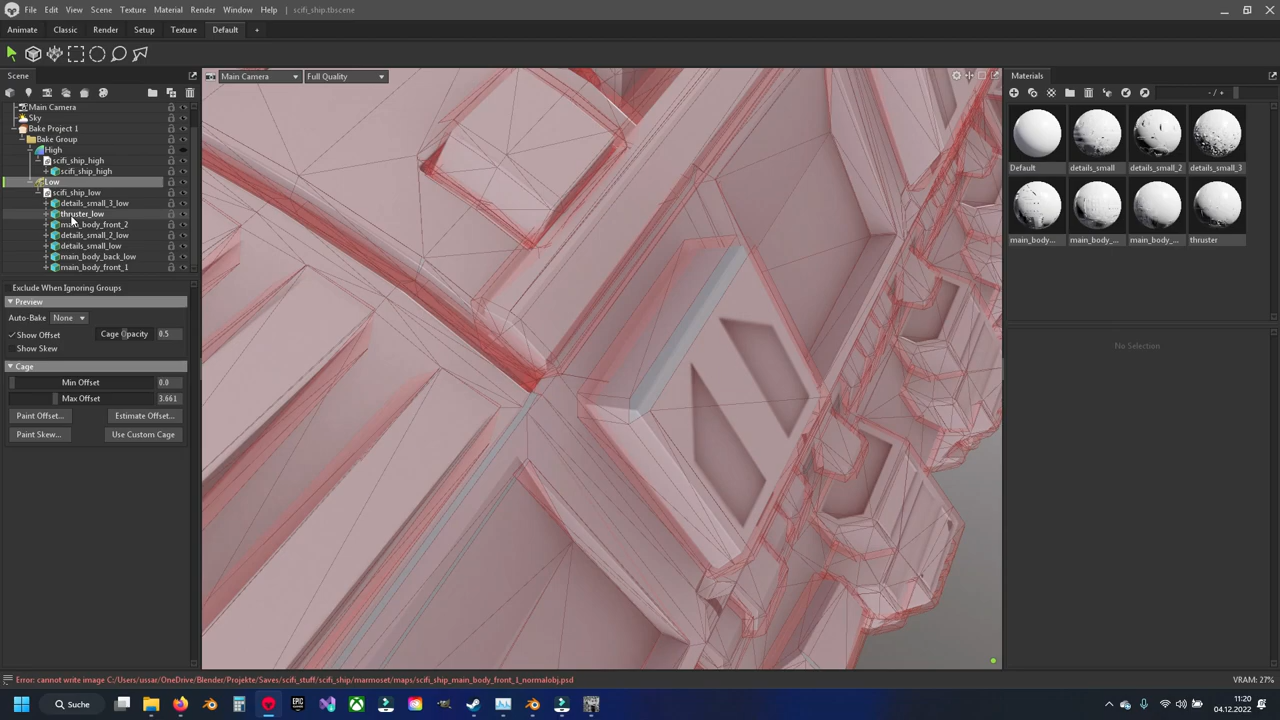 File Edit Scene Texture Material Render Window Help scifi_ship.tbscene
Animate Classic Render Setup Texture Default +
Scene
Main Camera Full Quality
Materials
- / +
Main Camera
Sky
Bake Project 1
Bake Group
High
scifi_ship_high
scifi_ship_high
Low
scifi_ship_low
details_small_3_low
thruster_low
main_body_front_2
details_small_2_low
details_small_low
main_body_back_low
main_body_front_1
Default details_small details_small_2 details_small_3
main_body... main_body_... main_body_... thruster
Exclude When Ignoring Groups
Preview
Auto-Bake None
Show Offset Cage Opacity 0.5
Show Skew
Cage
Min Offset 0.0
Max Offset 3.661
Paint Offset... Estimate Offset...
Paint Skew... Use Custom Cage
No Selection
Error: cannot write image C:/Users/ussar/OneDrive/Blender/Projekte/Saves/scifi_stuff/scifi_ship/marmoset/maps/scifi_ship_main_body_front_1_normalobj.psd
VRAM: 27%
Suche
EPIC
11:20
04.12.2022